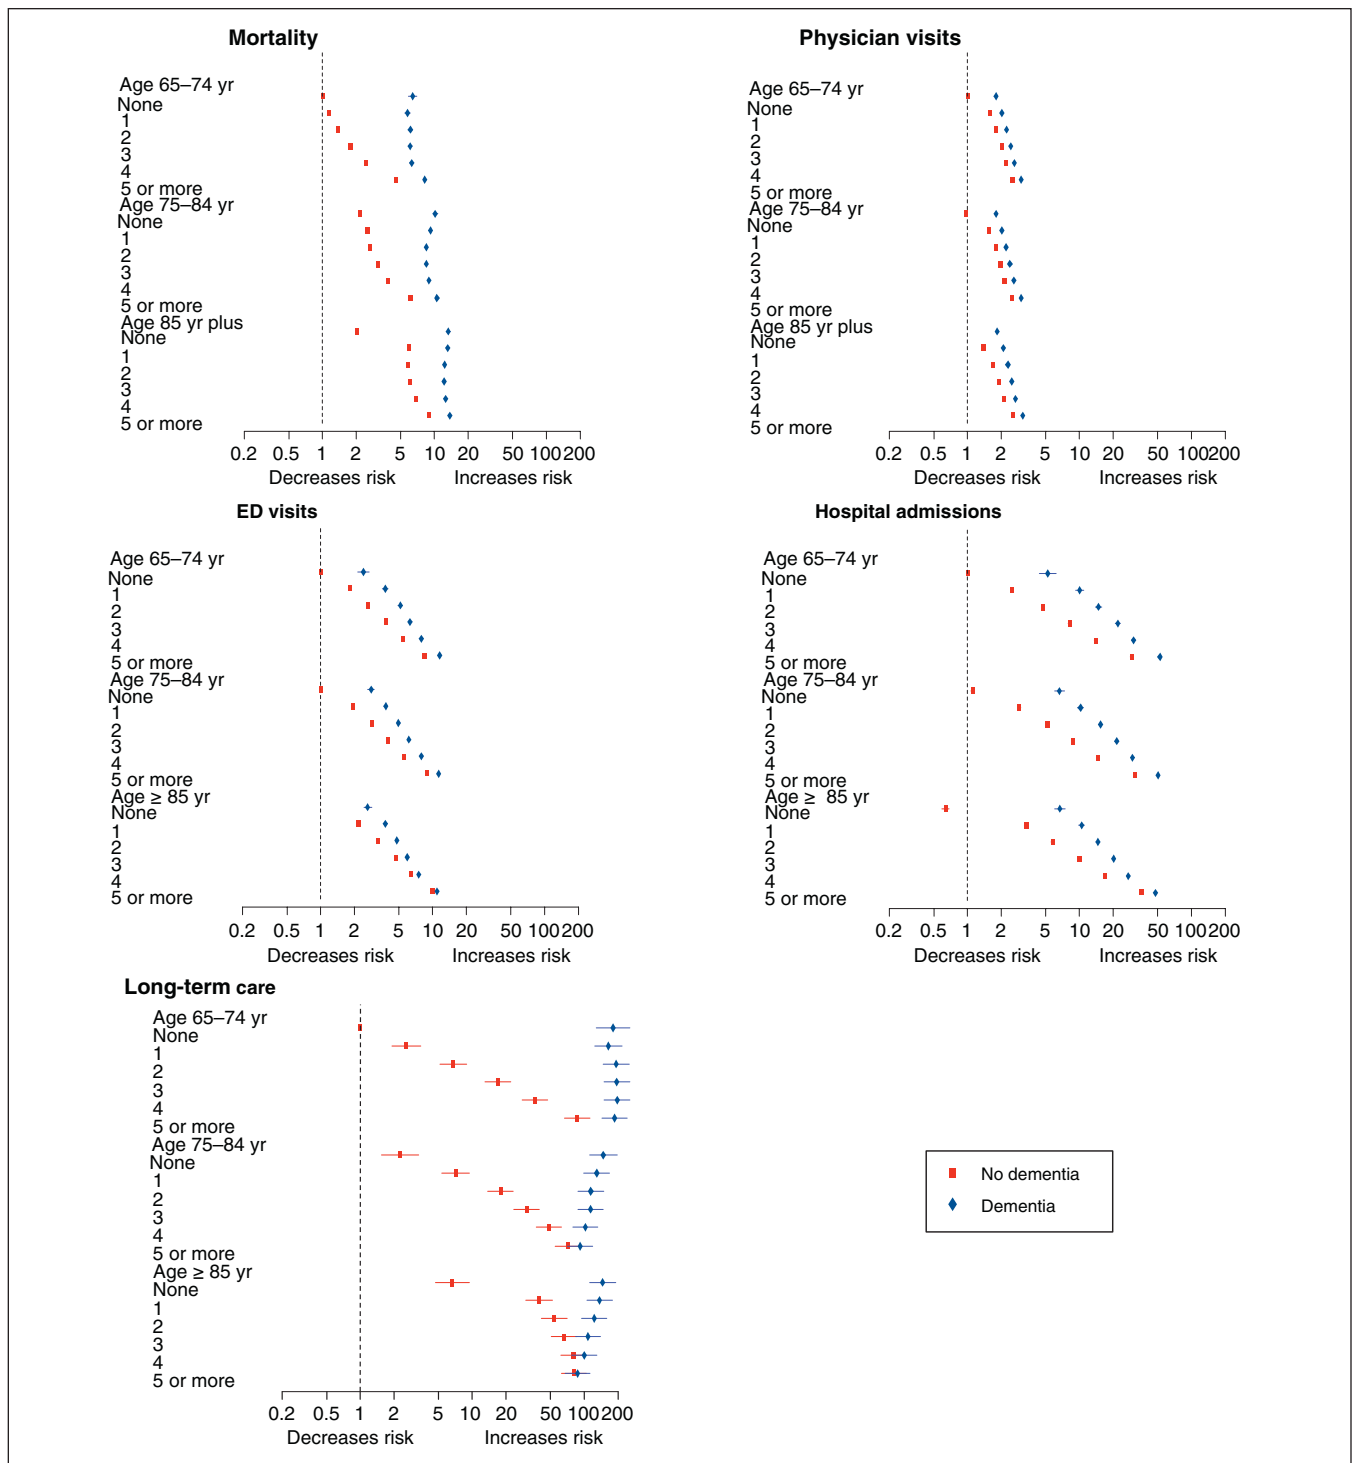 Mortality
Age 65–74 yr
None
1
2
3
4
5 or more
Age 75–84 yr
None
1
2
3
4
5 or more
Age 85 yr plus
None
1
2
3
4
5 or more
0.2 0.5 1 2 5 10 20 50 100 200
Decreases risk Increases risk
Physician visits
Age 65–74 yr
None
1
2
3
4
5 or more
Age 75–84 yr
None
1
2
3
4
5 or more
Age 85 yr plus
None
1
2
3
4
5 or more
0.2 0.5 1 2 5 10 20 50 100 200
Decreases risk Increases risk
ED visits
Age 65–74 yr
None
1
2
3
4
5 or more
Age 75–84 yr
None
1
2
3
4
5 or more
Age ≥ 85 yr
None
1
2
3
4
5 or more
0.2 0.5 1 2 5 10 20 50 100 200
Decreases risk Increases risk
Hospital admissions
Age 65–74 yr
None
1
2
3
4
5 or more
Age 75–84 yr
None
1
2
3
4
5 or more
Age ≥ 85 yr
None
1
2
3
4
5 or more
0.2 0.5 1 2 5 10 20 50 100 200
Decreases risk Increases risk
Long-term care
Age 65–74 yr
None
1
2
3
4
5 or more
Age 75–84 yr
None
1
2
3
4
5 or more
Age ≥ 85 yr
None
1
2
3
4
5 or more
0.2 0.5 1 2 5 10 20 50 100 200
Decreases risk Increases risk
No dementia
Dementia